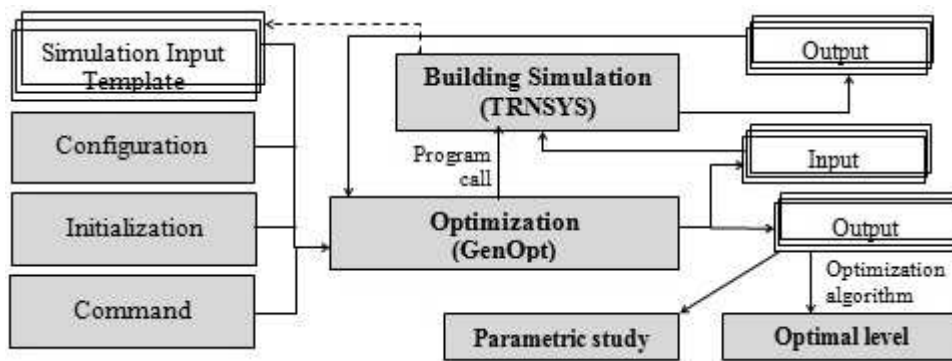 Simulation Input
Template
Configuration
Initialization
Command
Building Simulation
(TRNSYS)
Program
call
Optimization
(GenOpt)
Output
Input
Output
Optimization
algorithm
Parametric study
Optimal level